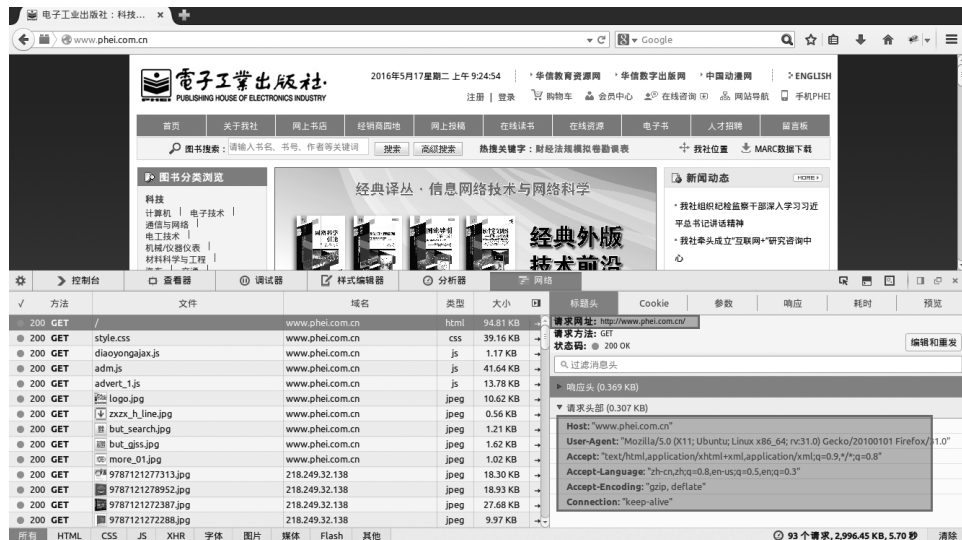 电子工业出版社：科技...
www.phei.com.cn
Google
電子工業出版社·
PUBLISHING HOUSE OF ELECTRONICS INDUSTRY
2016年5月17星期二 上午 9:24:54
·华信教育资源网 ·华信数字出版网 ·中国动漫网 ENGLISH
注册 | 登录 购物车 会员中心 在线咨询 网站导航 手机PHEI
首页 关于我社 网上书店 经销商园地 网上投稿 在线读书 在线资源 电子书 人才招聘 留言板
图书搜索：请输入书名、书号、作者等关键词 搜索 高级搜索 热搜关键字：财经法规模拟卷勘误表 我社位置 MARC数据下载
图书分类浏览
科技
计算机 | 电子技术 |
通信与网络 |
电工技术 |
机械/仪器仪表 |
材料科学与工程 |
经典译丛·信息网络技术与网络科学
经典外版
技术前沿
新闻动态 MORE
·我社组织纪检监察干部深入学习习近
平总书记讲话精神
·我社牵头成立"互联网+"研究咨询中
心
控制台 查看器 调试器 样式编辑器 分析器 网络
√ 方法 文件 域名 类型 大小
200 GET / www.phei.com.cn html 94.81 KB
200 GET style.css www.phei.com.cn css 39.16 KB
200 GET diaoyongajax.js www.phei.com.cn js 1.17 KB
200 GET adm.js www.phei.com.cn js 41.64 KB
200 GET advert_1.js www.phei.com.cn js 13.78 KB
200 GET logo.jpg www.phei.com.cn jpeg 10.62 KB
200 GET zxzx_h_line.jpg www.phei.com.cn jpeg 0.56 KB
200 GET but_search.jpg www.phei.com.cn jpeg 1.21 KB
200 GET but_gjss.jpg www.phei.com.cn jpeg 1.62 KB
200 GET more_01.jpg www.phei.com.cn jpeg 1.02 KB
200 GET 9787121277313.jpg 218.249.32.138 jpeg 18.30 KB
200 GET 9787121278952.jpg 218.249.32.138 jpeg 18.93 KB
200 GET 9787121272387.jpg 218.249.32.138 jpeg 27.68 KB
200 GET 9787121272288.jpg 218.249.32.138 jpeg 9.97 KB
标题头 Cookie 参数 响应 耗时 预览
请求网址: http://www.phei.com.cn/
请求方法: GET
状态码: 200 OK
编辑和重发
过滤消息头
响应头 (0.369 KB)
请求头部 (0.307 KB)
Host: "www.phei.com.cn"
User-Agent: "Mozilla/5.0 (X11; Ubuntu; Linux x86_64; rv:31.0) Gecko/20100101 Firefox/31.0"
Accept: "text/html,application/xhtml+xml,application/xml;q=0.9,*/*;q=0.8"
Accept-Language: "zh-cn,zh;q=0.8,en-us;q=0.5,en;q=0.3"
Accept-Encoding: "gzip, deflate"
Connection: "keep-alive"
所有 HTML CSS JS XHR 字体 图片 媒体 Flash 其他
93 个请求, 2,996.45 KB, 5.70 秒 清除